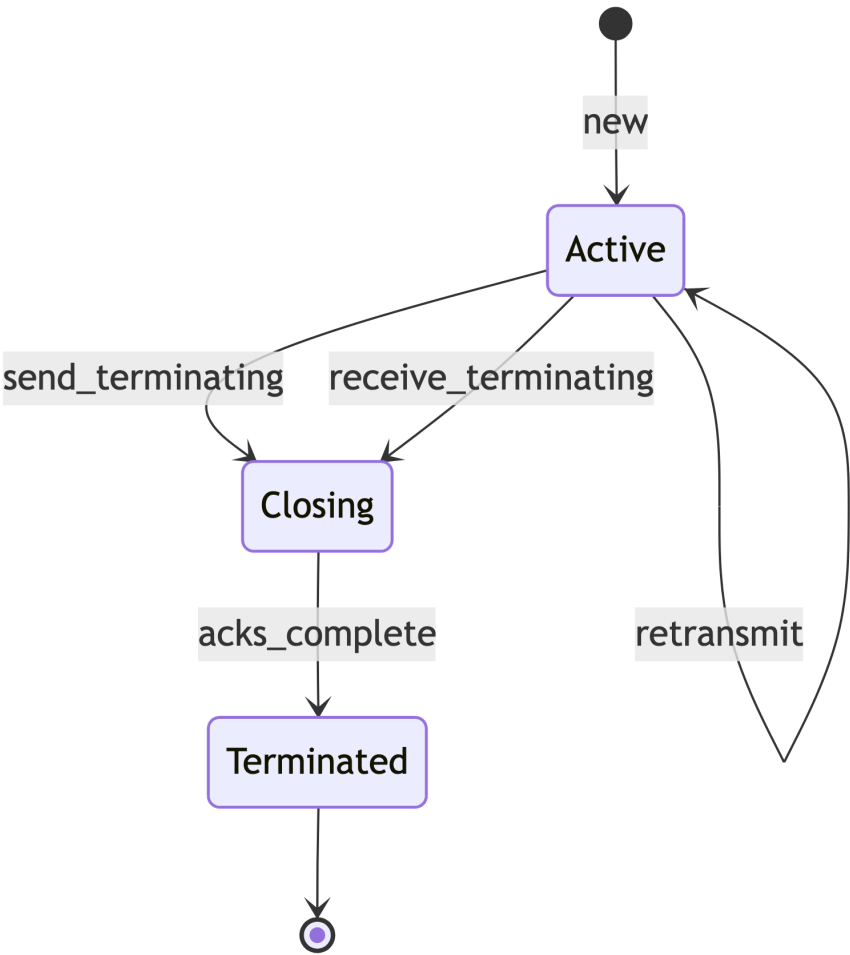 new
Active
send_terminating
receive_terminating
Closing
acks_complete
retransmit
Terminated